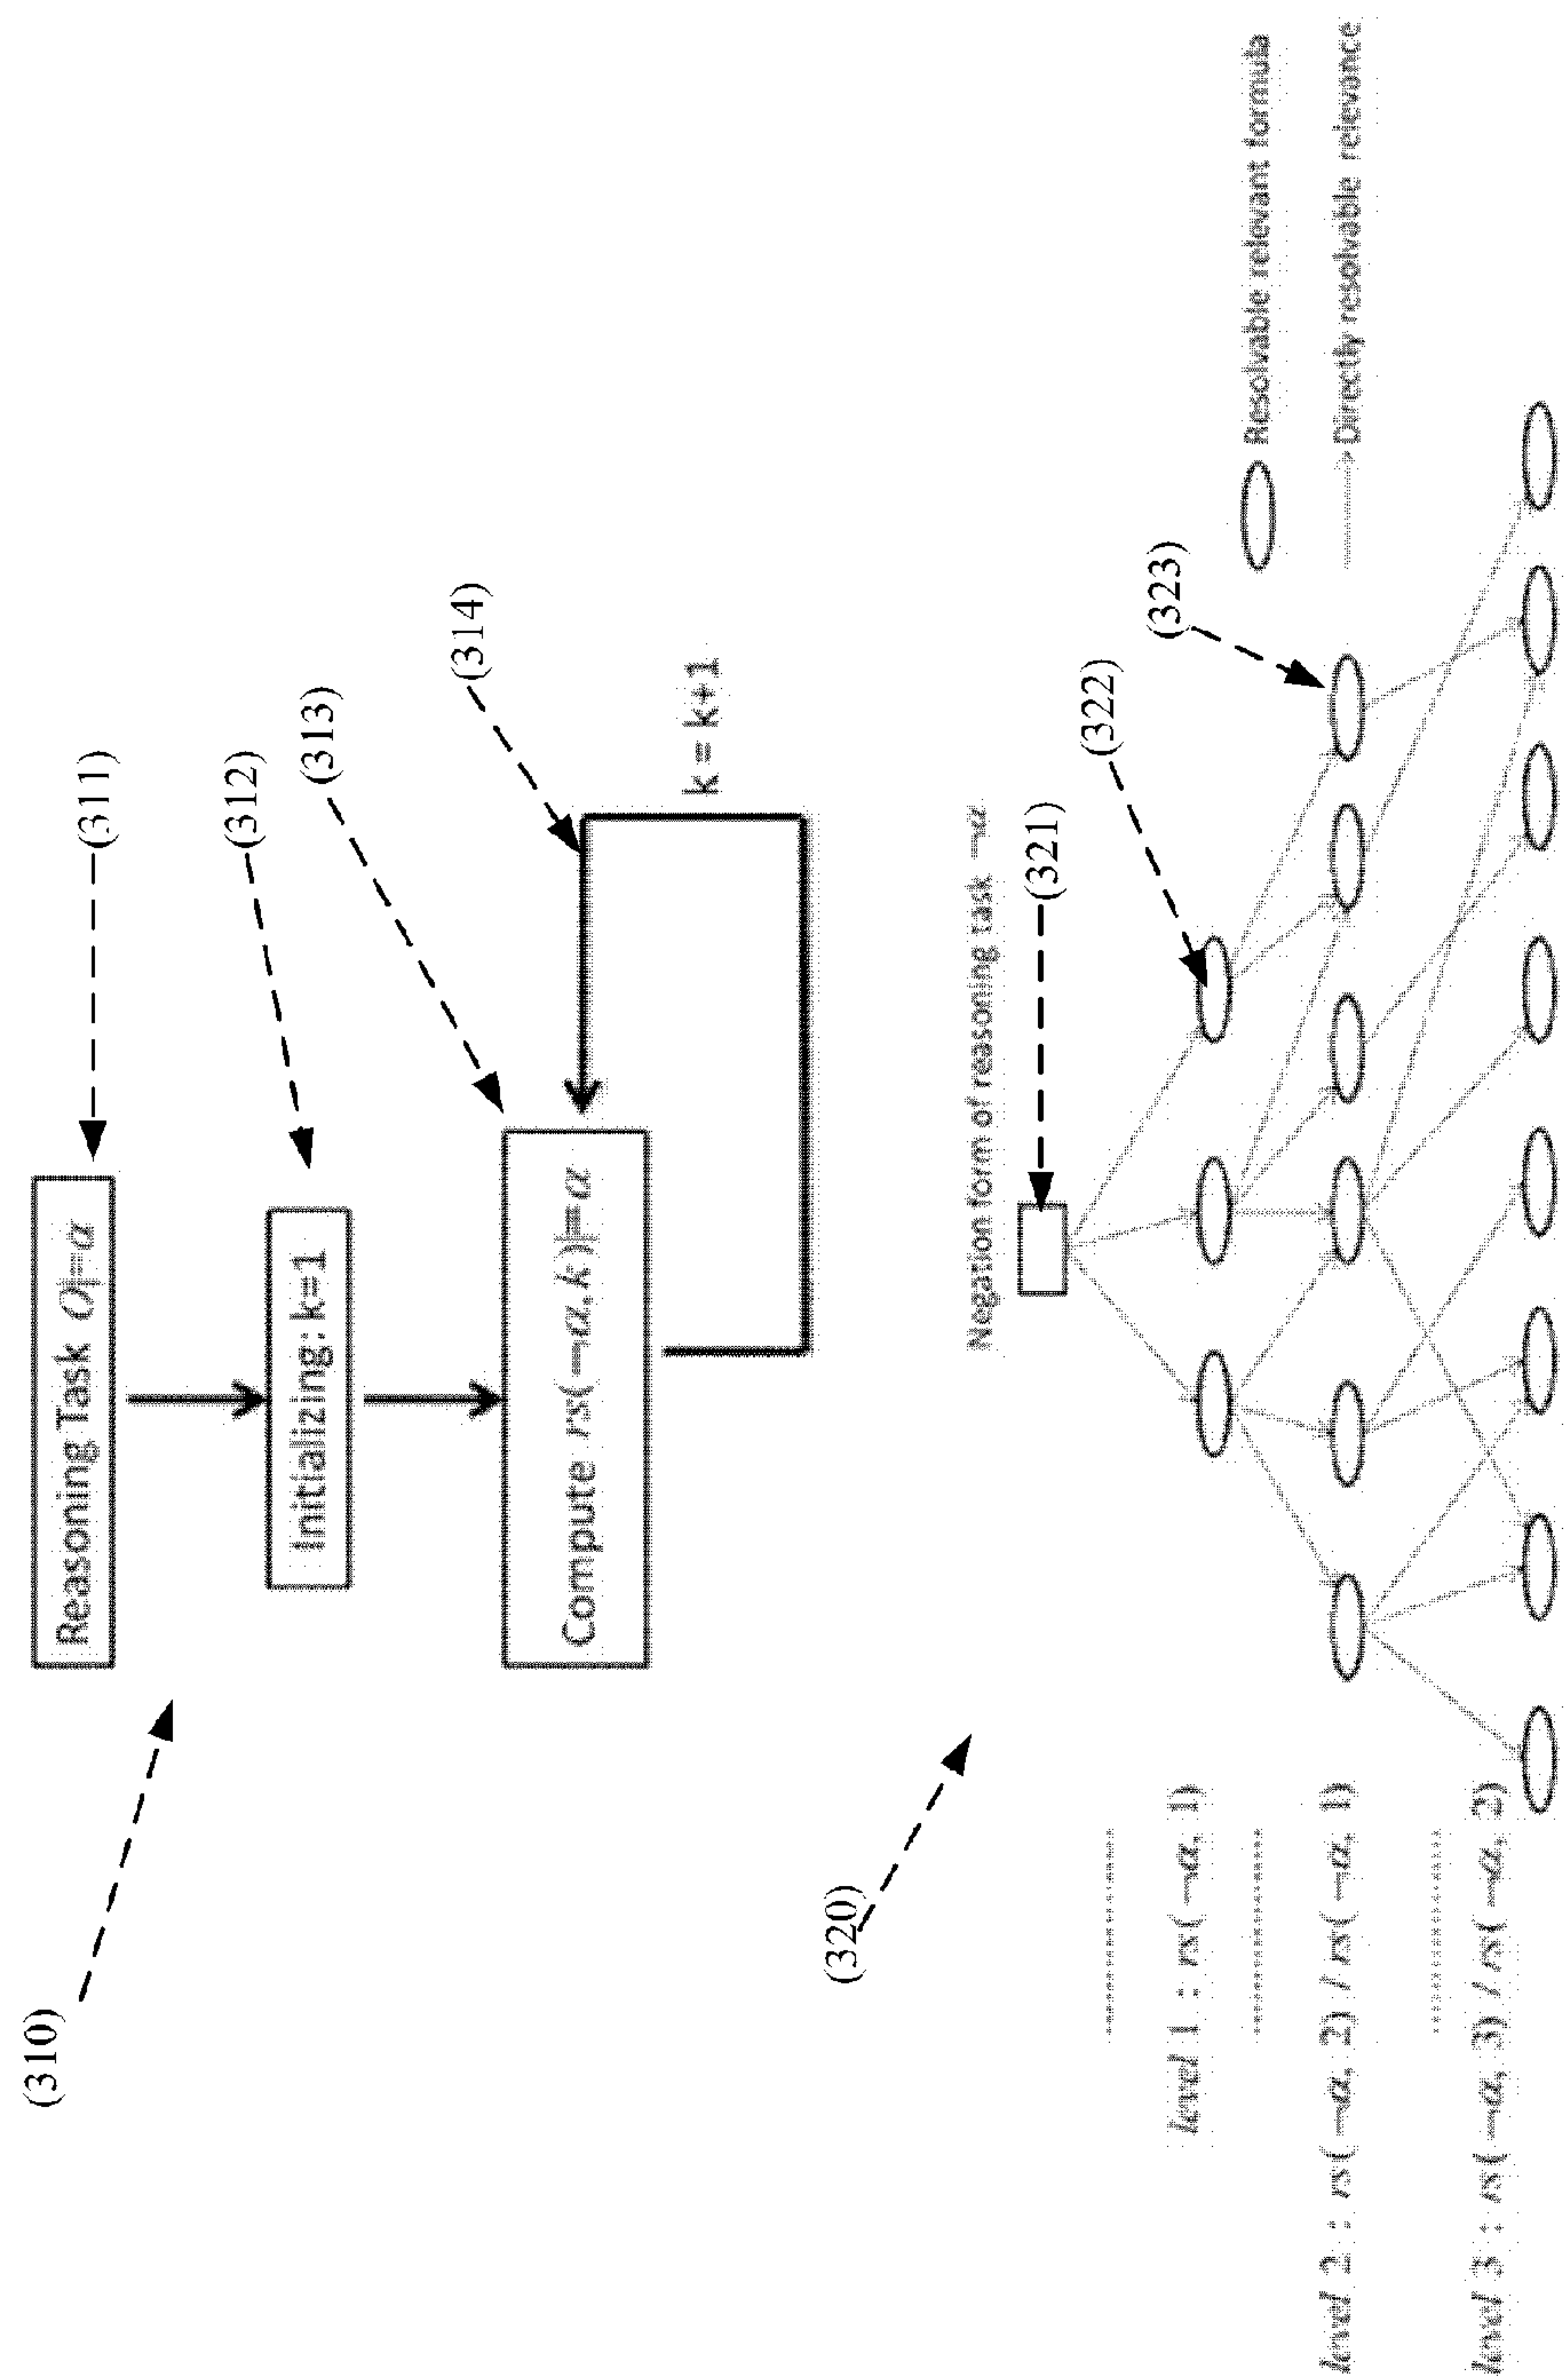 (310)
Reasoning Task O|=α
(311)
(312)
Initializing: k=1
(313)
Compute rs(¬α,k)|=α
(314)
k = k+1
(320)
Negation form of reasoning task ¬α
(321)
(322)
level 1 : rs(¬α, 1)
(323)
Resolvable relevant formula
level 2 : rs(¬α, 2) / rs(¬α, 1)
Directly resolvable relevance
level 3 : rs(¬α, 3) / rs(¬α, 2)